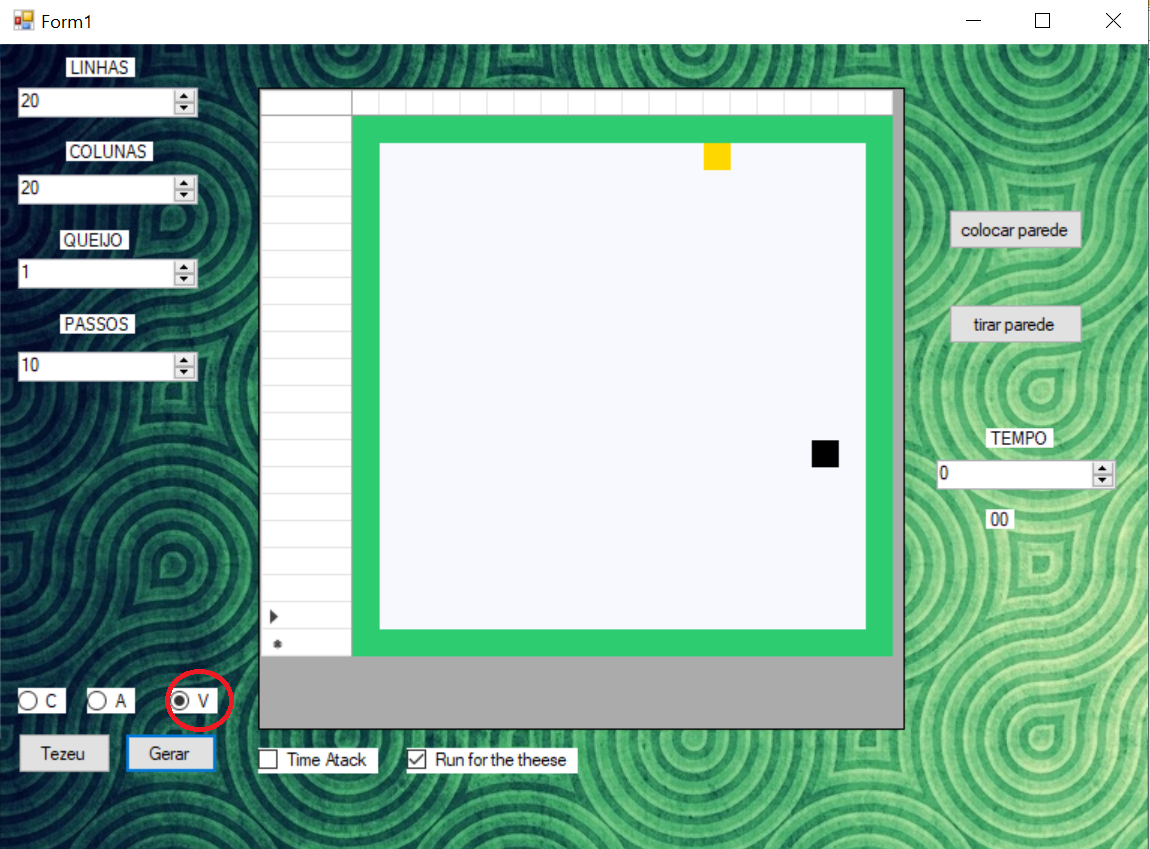 Form1
LINHAS
20
COLUNAS
20
QUEIJO
1
PASSOS
10
colocar parede
tirar parede
TEMPO
0
00
C A V
Tezeu Gerar
Time Atack Run for the theese